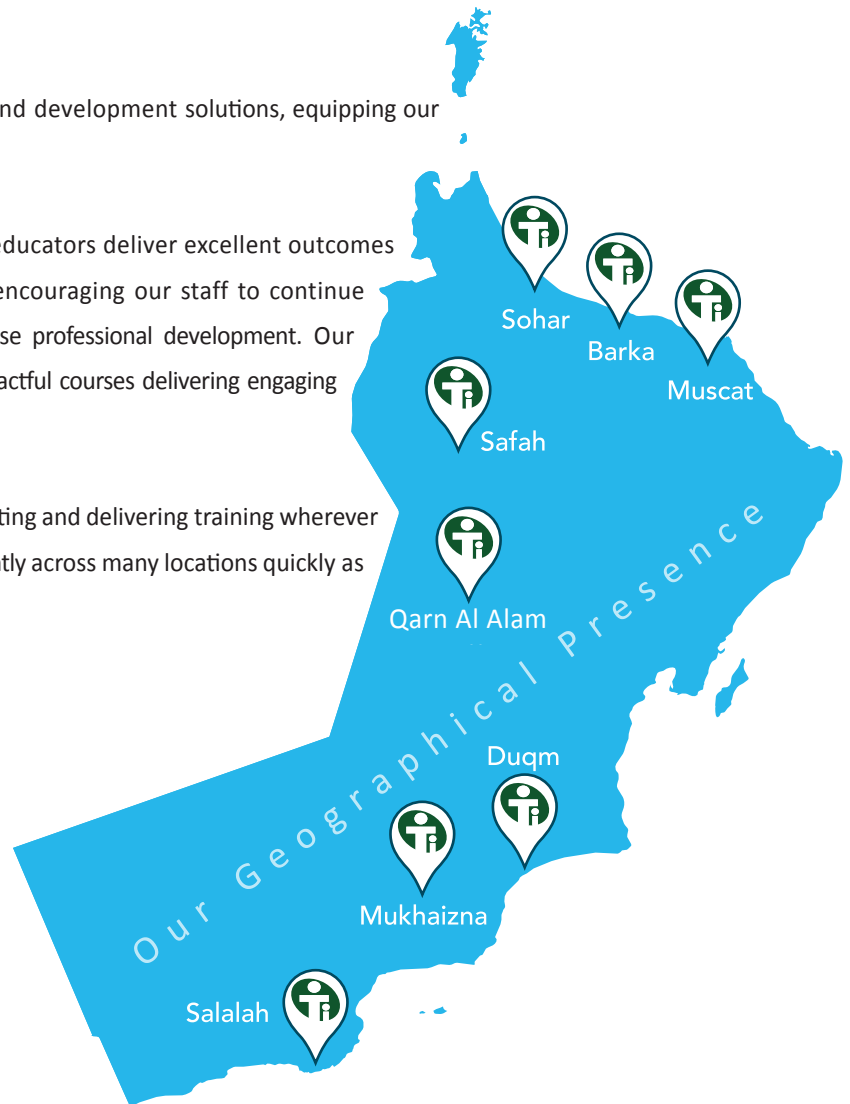 nd development solutions, equipping our
educators deliver excellent outcomes
encouraging our staff to continue
se professional development. Our
actful courses delivering engaging
ting and delivering training wherever
ntly across many locations quickly as
Sohar
Barka
Muscat
Safah
Qarn Al Alam
Our Geographical Presence
Duqm
Mukhaizna
Salalah